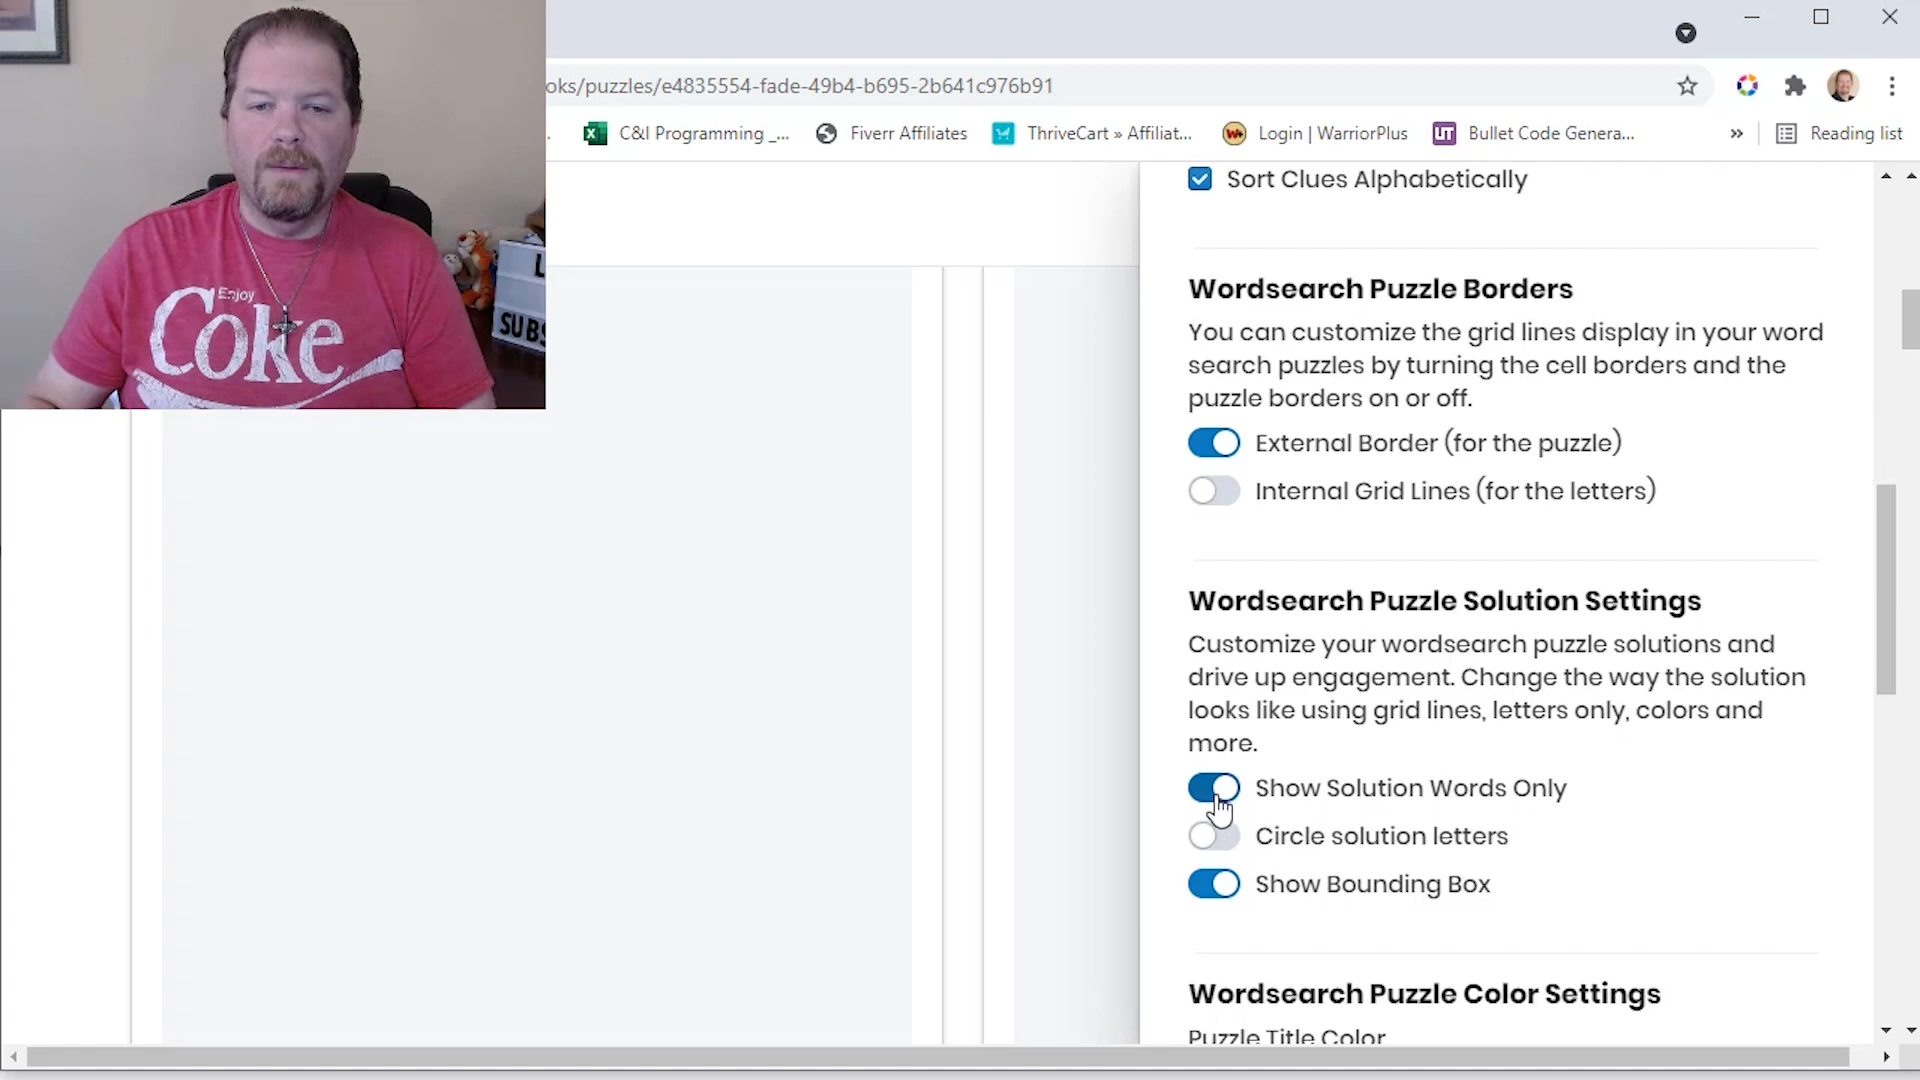 oks/puzzles/e4835554-fade-49b4-b695-2b641c976b91
C&I Programming _...
Fiverr Affiliates
ThriveCart » Affiliat...
W+
Login | WarriorPlus
UT
Bullet Code Genera...
»
Reading list
Enjoy
Coke
L
SUBS
Sort Clues Alphabetically
Wordsearch Puzzle Borders
You can customize the grid lines display in your word
search puzzles by turning the cell borders and the
puzzle borders on or off.
External Border (for the puzzle)
Internal Grid Lines (for the letters)
Wordsearch Puzzle Solution Settings
Customize your wordsearch puzzle solutions and
drive up engagement. Change the way the solution
looks like using grid lines, letters only, colors and
more.
Show Solution Words Only
Circle solution letters
Show Bounding Box
Wordsearch Puzzle Color Settings
Puzzle Title Color